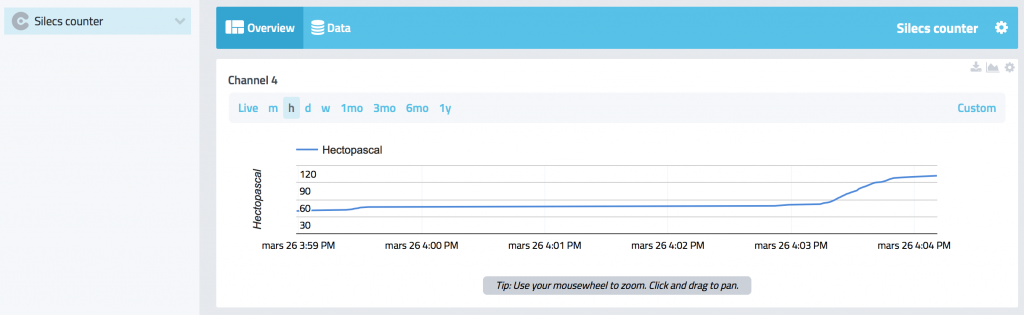 Silecs counter
Overview
Data
Silecs counter
Channel 4
Live m h d w 1mo 3mo 6mo 1y
Custom
Hectopascal
Hectopascal
120
90
60
30
mars 26 3:59 PM mars 26 4:00 PM mars 26 4:01 PM mars 26 4:02 PM mars 26 4:03 PM mars 26 4:04 PM
Tip: Use your mousewheel to zoom. Click and drag to pan.